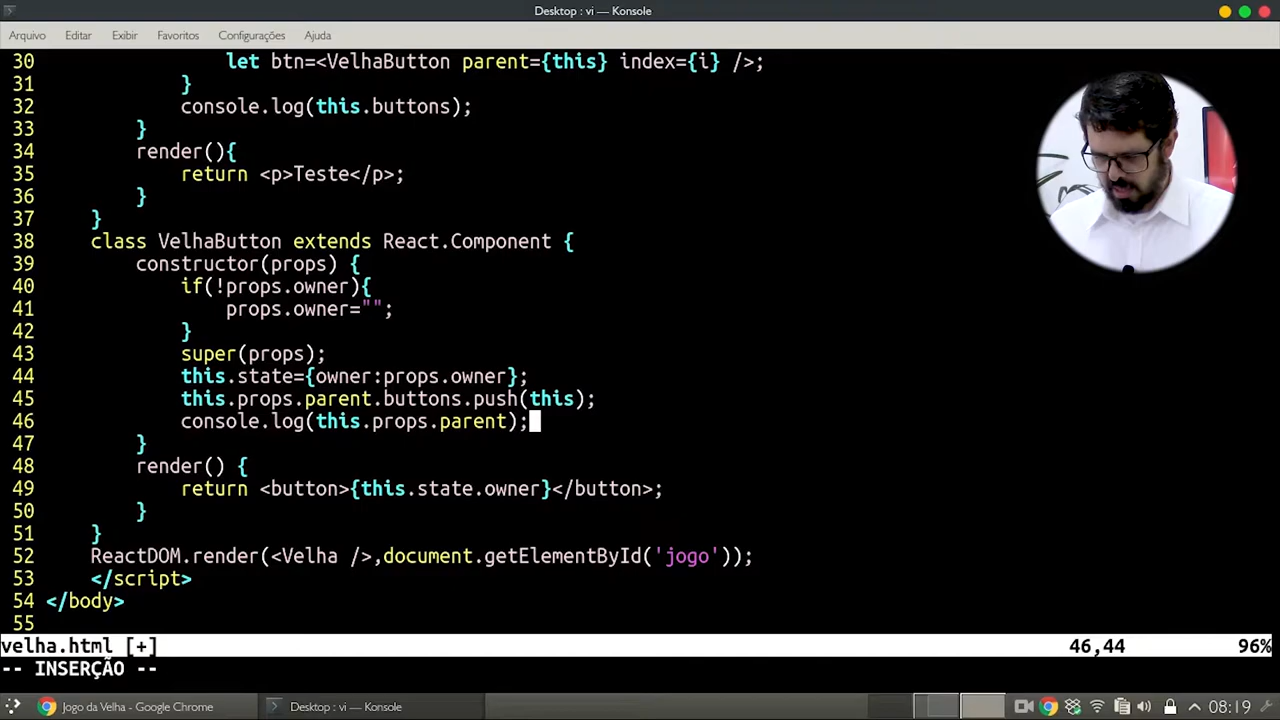 Desktop : vi — Konsole
Arquivo Editar Exibir Favoritos Configurações Ajuda
30 let btn=<VelhaButton parent={this} index={i} />;
31 }
32 console.log(this.buttons);
33 }
34 render(){
35 return <p>Teste</p>;
36 }
37 }
38 class VelhaButton extends React.Component {
39 constructor(props) {
40 if(!props.owner){
41 props.owner="";
42 }
43 super(props);
44 this.state={owner:props.owner};
45 this.props.parent.buttons.push(this);
46 console.log(this.props.parent);
47 }
48 render() {
49 return <button>{this.state.owner}</button>;
50 }
51 }
52 ReactDOM.render(<Velha />,document.getElementById('jogo'));
53 </script>
54 </body>
55
velha.html [+] 46,44 96%
-- INSERÇÃO --
Jogo da Velha - Google Chrome Desktop : vi — Konsole 08:19